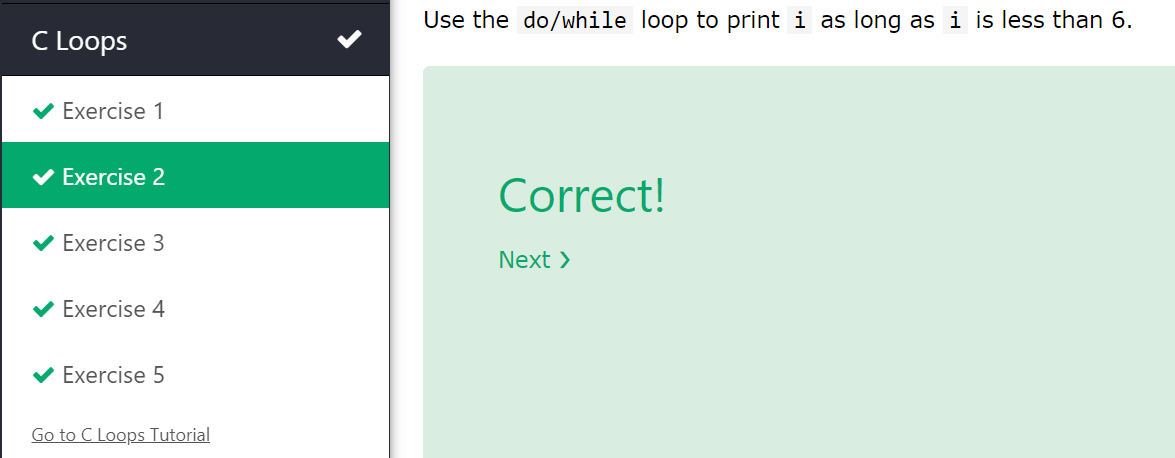 C Loops
Exercise 1
Exercise 2
Exercise 3
Exercise 4
Exercise 5
Go to C Loops Tutorial
Use the do/while loop to print i as long as i is less than 6.
Correct!
Next ❯